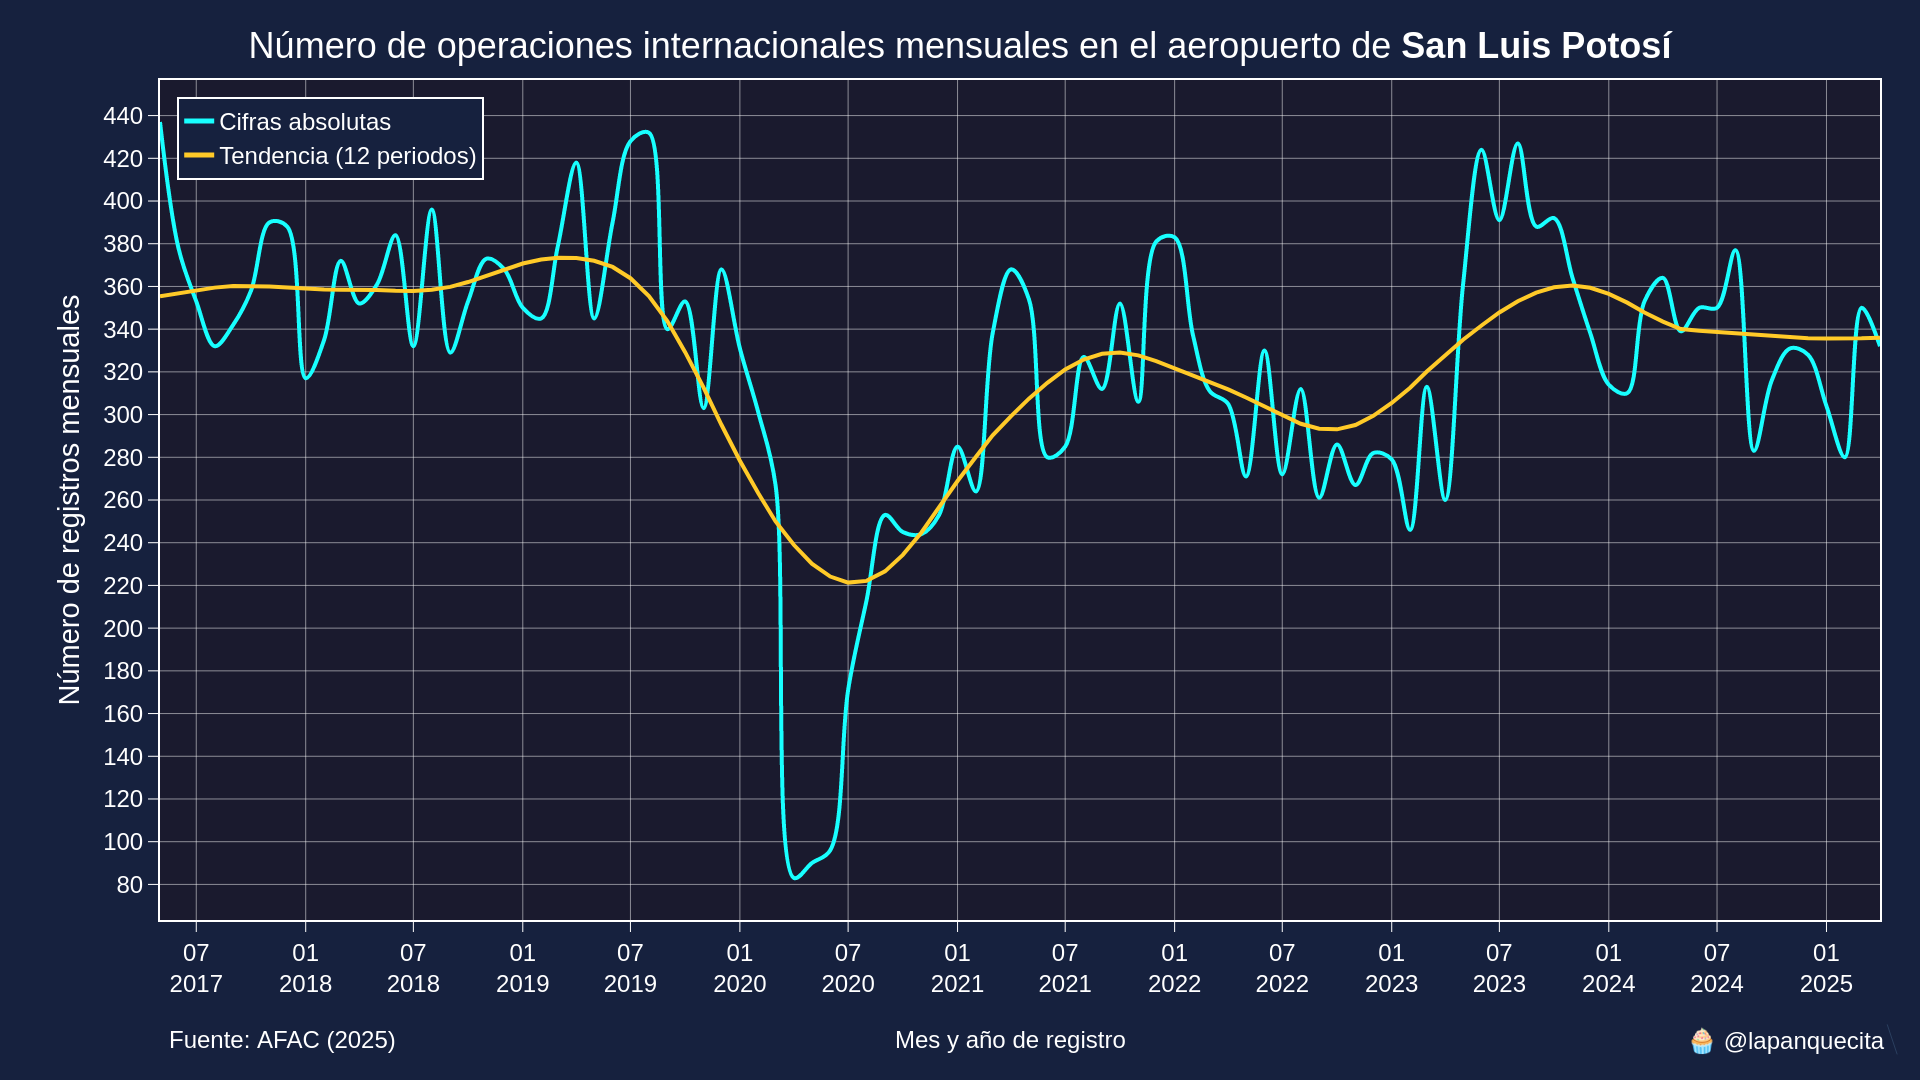 Número de operaciones internacionales mensuales en el aeropuerto de San Luis Potosí
Cifras absolutas
Tendencia (12 periodos)
Número de registros mensuales
440
420
400
380
360
340
320
300
280
260
240
220
200
180
160
140
120
100
80
07 01 07 01 07 01 07 01 07 01 07 01 07 01 07 01
2017 2018 2018 2019 2019 2020 2020 2021 2021 2022 2022 2023 2023 2024 2024 2025
Fuente: AFAC (2025)
Mes y año de registro
🧁 @lapanquecita